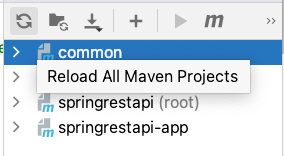 m
»
common
Reload All Maven Projects
springrestapi (root)
springrestapi-app